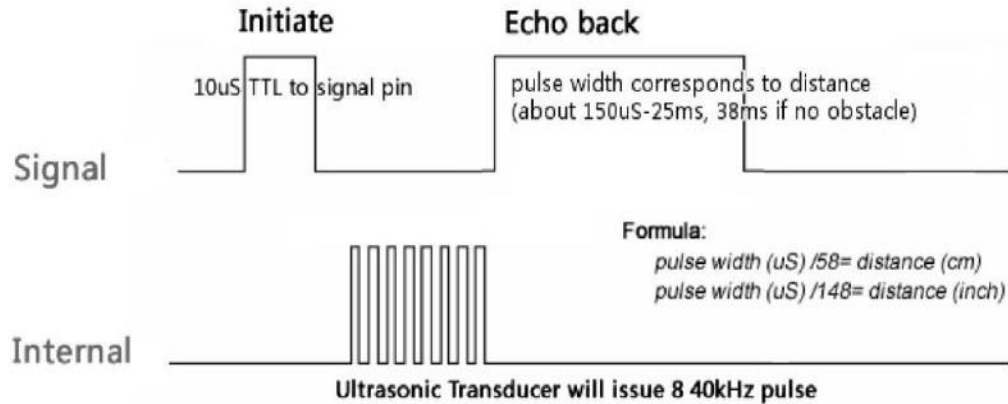 Initiate
Echo back
10uS TTL to signal pin
pulse width corresponds to distance
(about 150uS-25ms, 38ms if no obstacle)
Signal
Formula:
pulse width (uS) /58= distance (cm)
pulse width (uS) /148= distance (inch)
Internal
Ultrasonic Transducer will issue 8 40kHz pulse